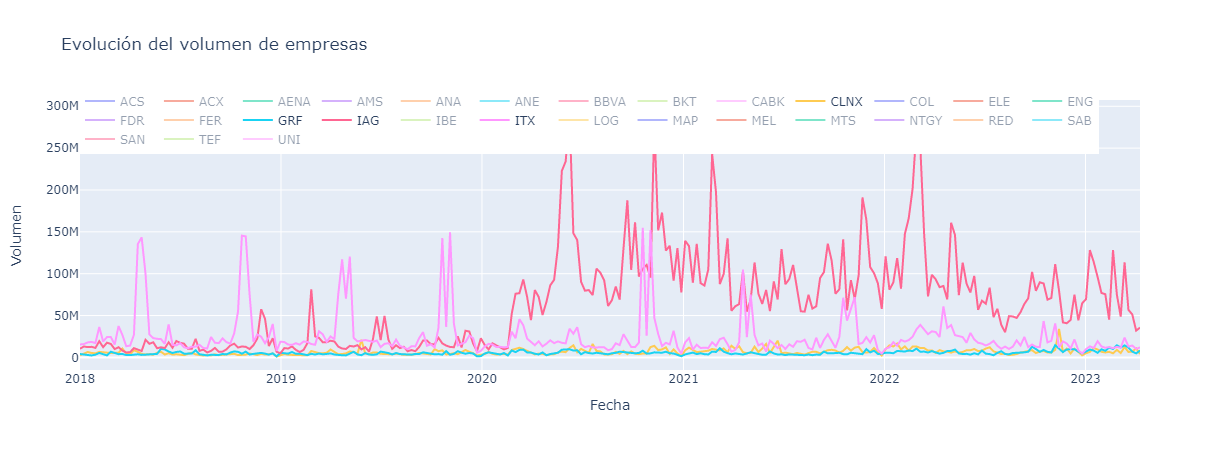 Evolución del volumen de empresas
300M
ACS ACX AENA AMS ANA ANE BBVA BKT CABK CLNX COL ELE ENG
FDR FER GRF IAG IBE ITX LOG MAP MEL MTS NTGY RED SAB
SAN TEF UNI
250M
200M
150M
100M
50M
0
Volumen
2018 2019 2020 2021 2022 2023
Fecha